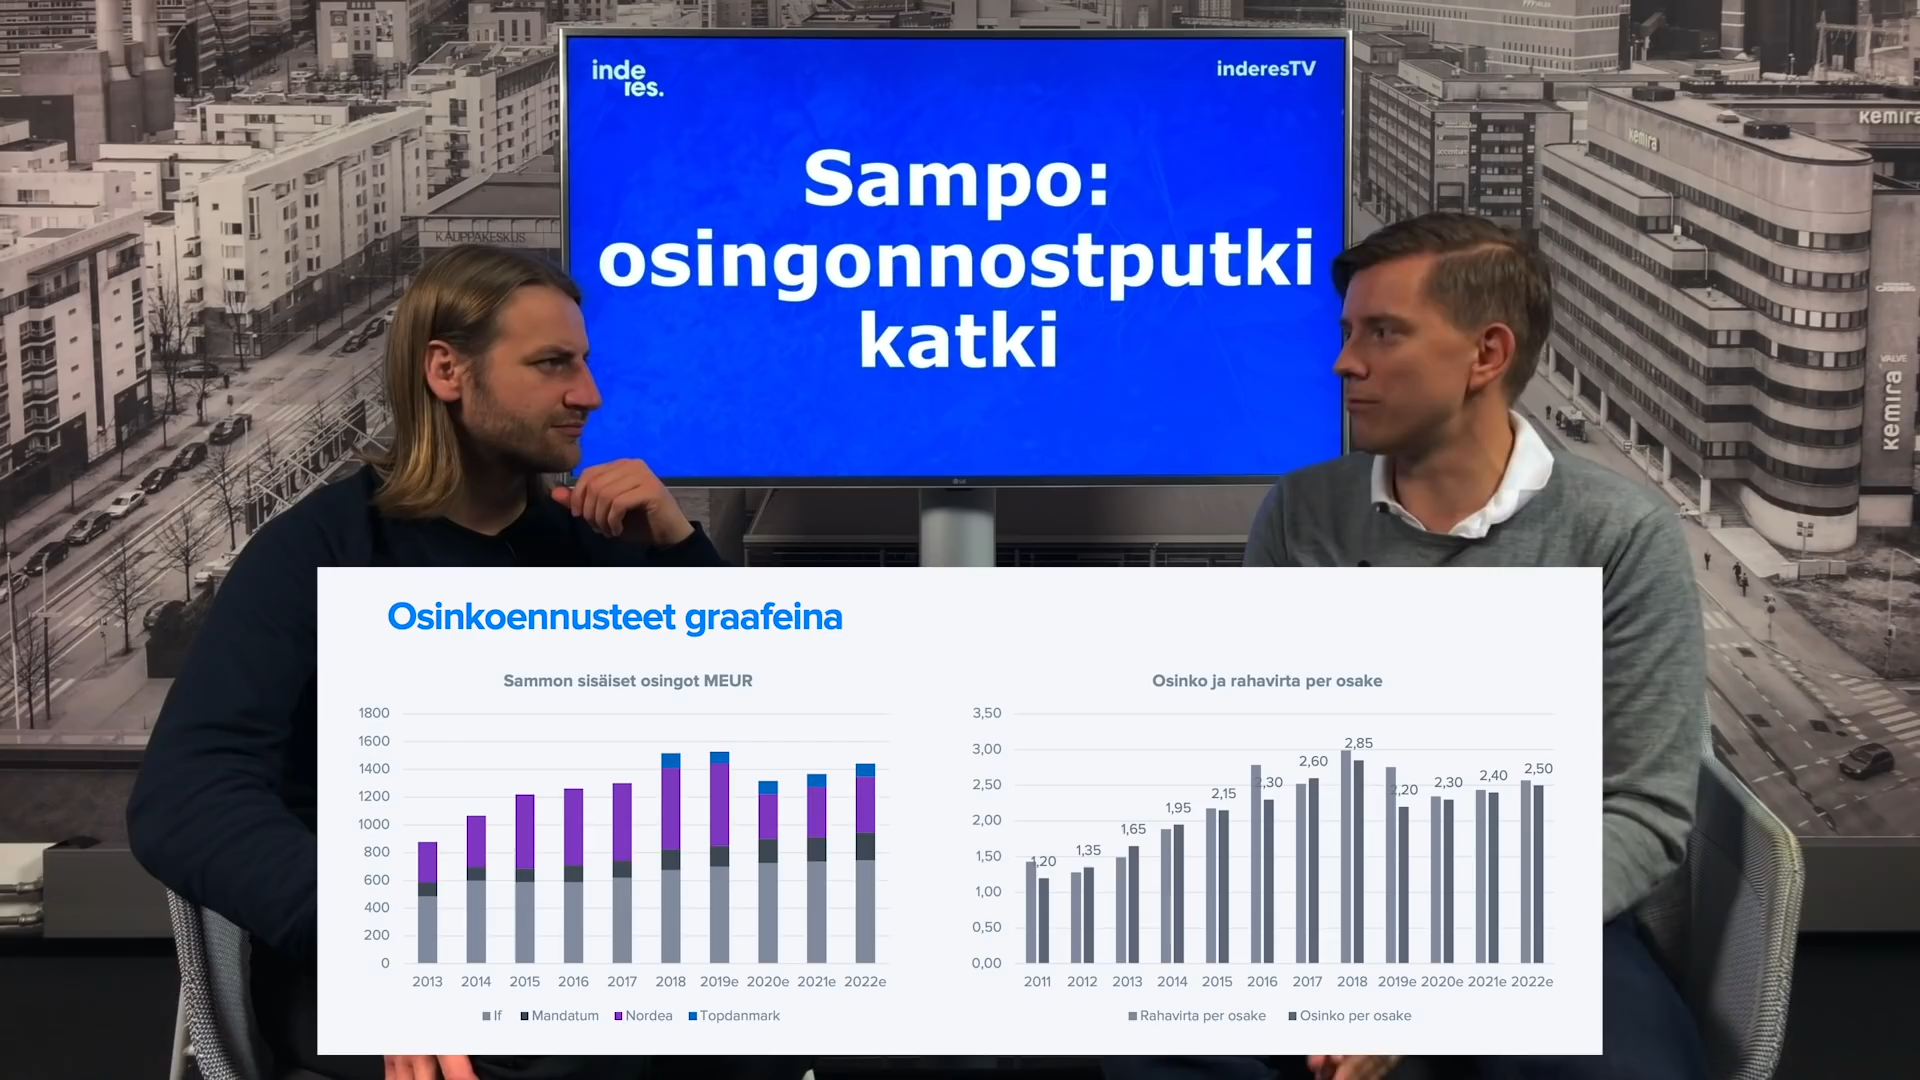 inde
res.
inderesTV
Sampo:
osingonnostputki
katki
KAUPPAKESKUS
kemira
kemira
VALVE
kemira
LG
Osinkoennusteet graafeina
Sammon sisäiset osingot MEUR
1800
1600
1400
1200
1000
800
600
400
200
0
2013 2014 2015 2016 2017 2018 2019e 2020e 2021e 2022e
If Mandatum Nordea Topdanmark
Osinko ja rahavirta per osake
3,50
3,00
2,50
2,00
1,50
1,00
0,50
0,00
1,20 1,35 1,65 1,95 2,15 2,30 2,60 2,85 2,20 2,30 2,40 2,50
2011 2012 2013 2014 2015 2016 2017 2018 2019e 2020e 2021e 2022e
Rahavirta per osake Osinko per osake